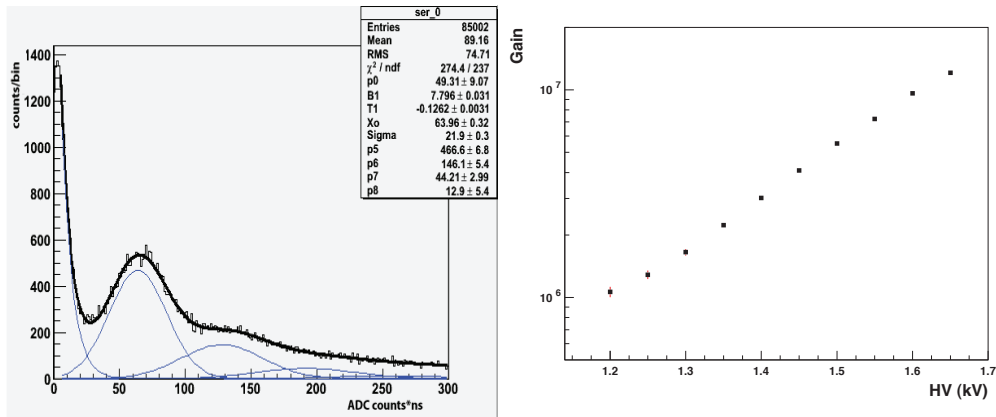 ser_0
Entries 85002
Mean 89.16
RMS 74.71
χ² / ndf 274.4 / 237
p0 49.31 ± 9.07
B1 7.796 ± 0.031
T1 -0.1262 ± 0.0031
Xo 63.96 ± 0.32
Sigma 21.9 ± 0.3
p5 466.6 ± 6.8
p6 146.1 ± 5.4
p7 44.21 ± 2.99
p8 12.9 ± 5.4
counts/bin
1400
1200
1000
800
600
400
200
0
0 50 100 150 200 250 300
ADC counts*ns
Gain
10⁷
10⁶
1.2 1.3 1.4 1.5 1.6 1.7
HV (kV)